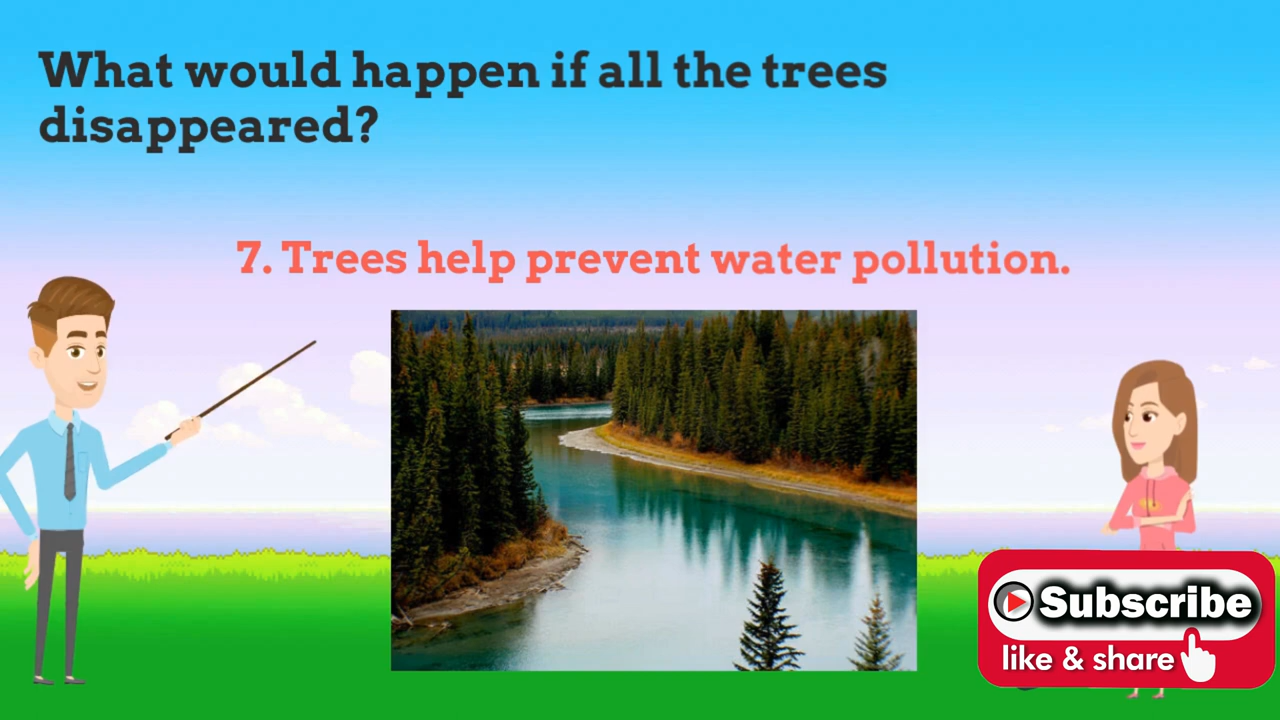 What would happen if all the trees
disappeared?
7. Trees help prevent water pollution.
Subscribe
like & share